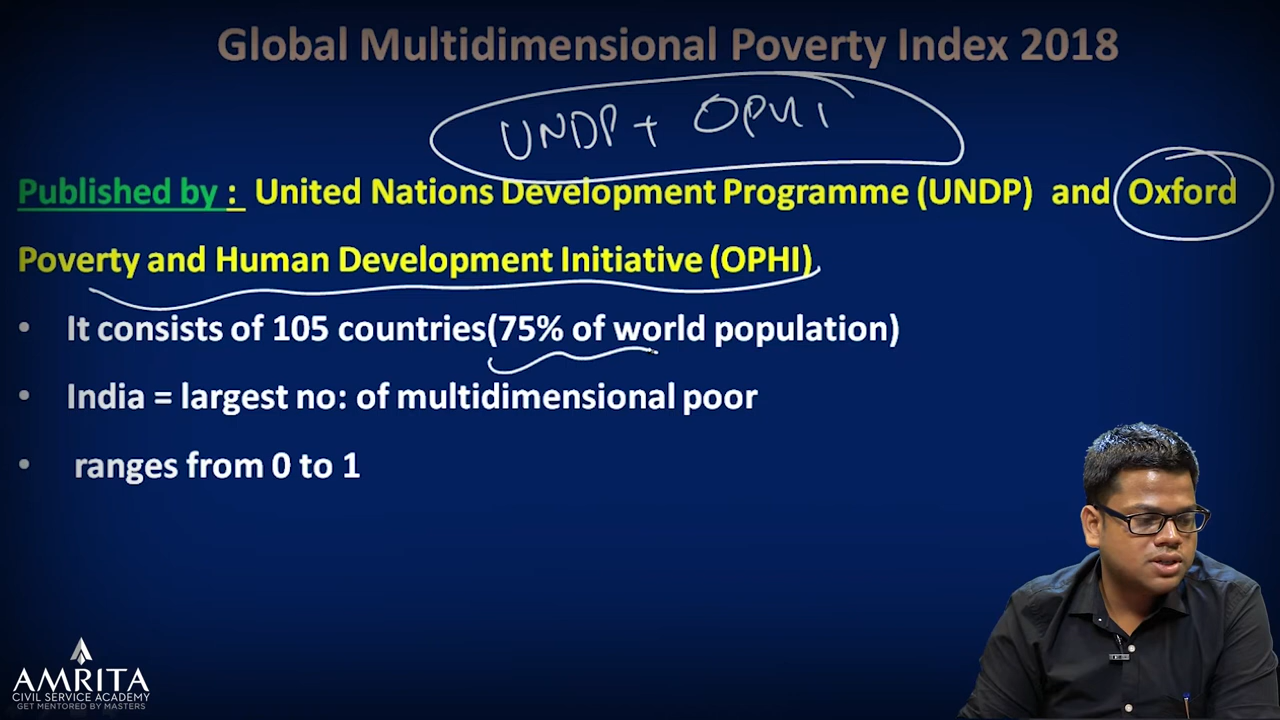 Global Multidimensional Poverty Index 2018
UNDP + OPHI
Published by : United Nations Development Programme (UNDP) and Oxford
Poverty and Human Development Initiative (OPHI)
• It consists of 105 countries(75% of world population)
• India = largest no: of multidimensional poor
• ranges from 0 to 1
AMRITA
CIVIL SERVICE ACADEMY
GET MENTORED BY MASTERS